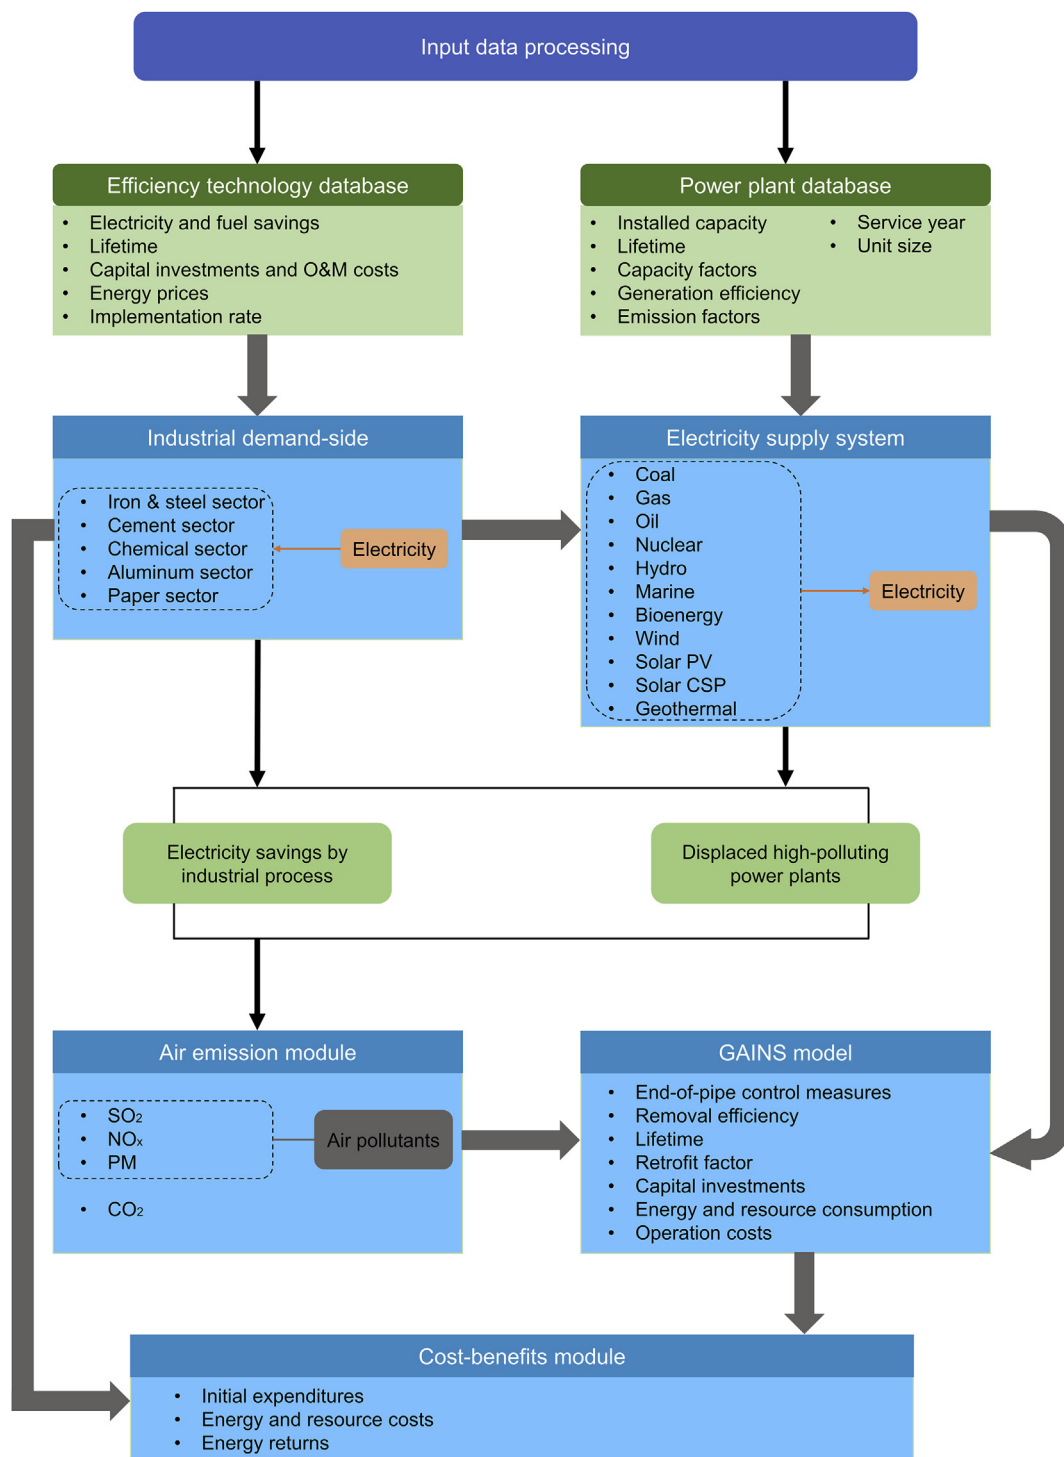 Input data processing
Efficiency technology database
• Electricity and fuel savings
• Lifetime
• Capital investments and O&M costs
• Energy prices
• Implementation rate
Power plant database
• Installed capacity
• Lifetime
• Capacity factors
• Generation efficiency
• Emission factors
• Service year
• Unit size
Industrial demand-side
• Iron & steel sector
• Cement sector
• Chemical sector
• Aluminum sector
• Paper sector
Electricity
Electricity supply system
• Coal
• Gas
• Oil
• Nuclear
• Hydro
• Marine
• Bioenergy
• Wind
• Solar PV
• Solar CSP
• Geothermal
Electricity
Electricity savings by
industrial process
Displaced high-polluting
power plants
Air emission module
• SO₂
• NOₓ
• PM
• CO₂
Air pollutants
GAINS model
• End-of-pipe control measures
• Removal efficiency
• Lifetime
• Retrofit factor
• Capital investments
• Energy and resource consumption
• Operation costs
Cost-benefits module
• Initial expenditures
• Energy and resource costs
• Energy returns